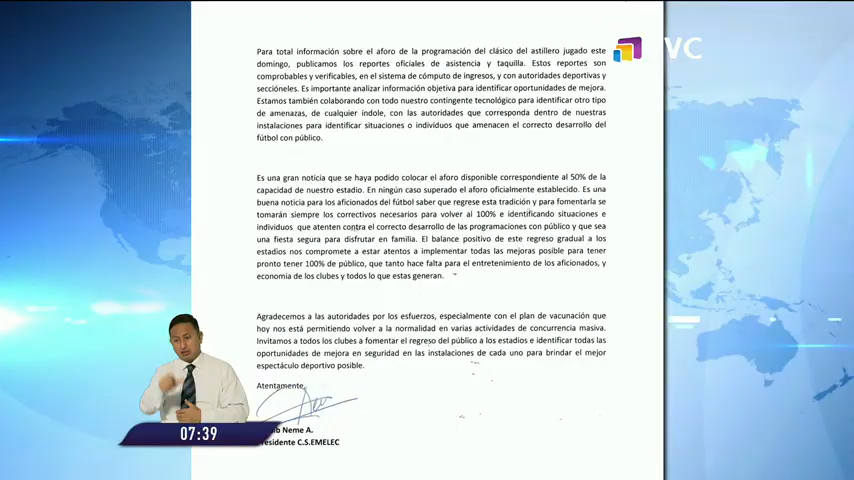 VC
Para total información sobre el aforo de la programación del clásico del astillero jugado este
domingo, publicamos los reportes oficiales de asistencia y taquilla. Estos reportes son
comprobables y verificables, en el sistema de cómputo de ingresos, y con autoridades deportivas y
seccióneles. Es importante analizar información objetiva para identificar oportunidades de mejora.
Estamos también colaborando con todo nuestro contingente tecnológico para identificar otro tipo
de amenazas, de cualquier índole, con las autoridades que corresponda dentro de nuestras
instalaciones para identificar situaciones o individuos que amenacen el correcto desarrollo del
fútbol con público.
Es una gran noticia que se haya podido colocar el aforo disponible correspondiente al 50% de la
capacidad de nuestro estadio. En ningún caso superado el aforo oficialmente establecido. Es una
buena noticia para los aficionados del fútbol saber que regrese esta tradición y para fomentarla se
tomarán siempre los correctivos necesarios para volver al 100% e identificando situaciones e
individuos que atenten contra el correcto desarrollo de las programaciones con público y que sea
una fiesta segura para disfrutar en familia. El balance positivo de este regreso gradual a los
estadios nos compromete a estar atentos a implementar todas las mejoras posible para tener
pronto tener 100% de público, que tanto hace falta para el entretenimiento de los aficionados, y
economía de los clubes y todos lo que estas generan.
Agradecemos a las autoridades por los esfuerzos, especialmente con el plan de vacunación que
hoy nos está permitiendo volver a la normalidad en varias actividades de concurrencia masiva.
Invitamos a todos los clubes a fomentar el regreso del público a los estadios e identificar todas las
oportunidades de mejora en seguridad en las instalaciones de cada uno para brindar el mejor
espectáculo deportivo posible.
Atentamente,
Neme A.
residente C.S.EMELEC
07:39